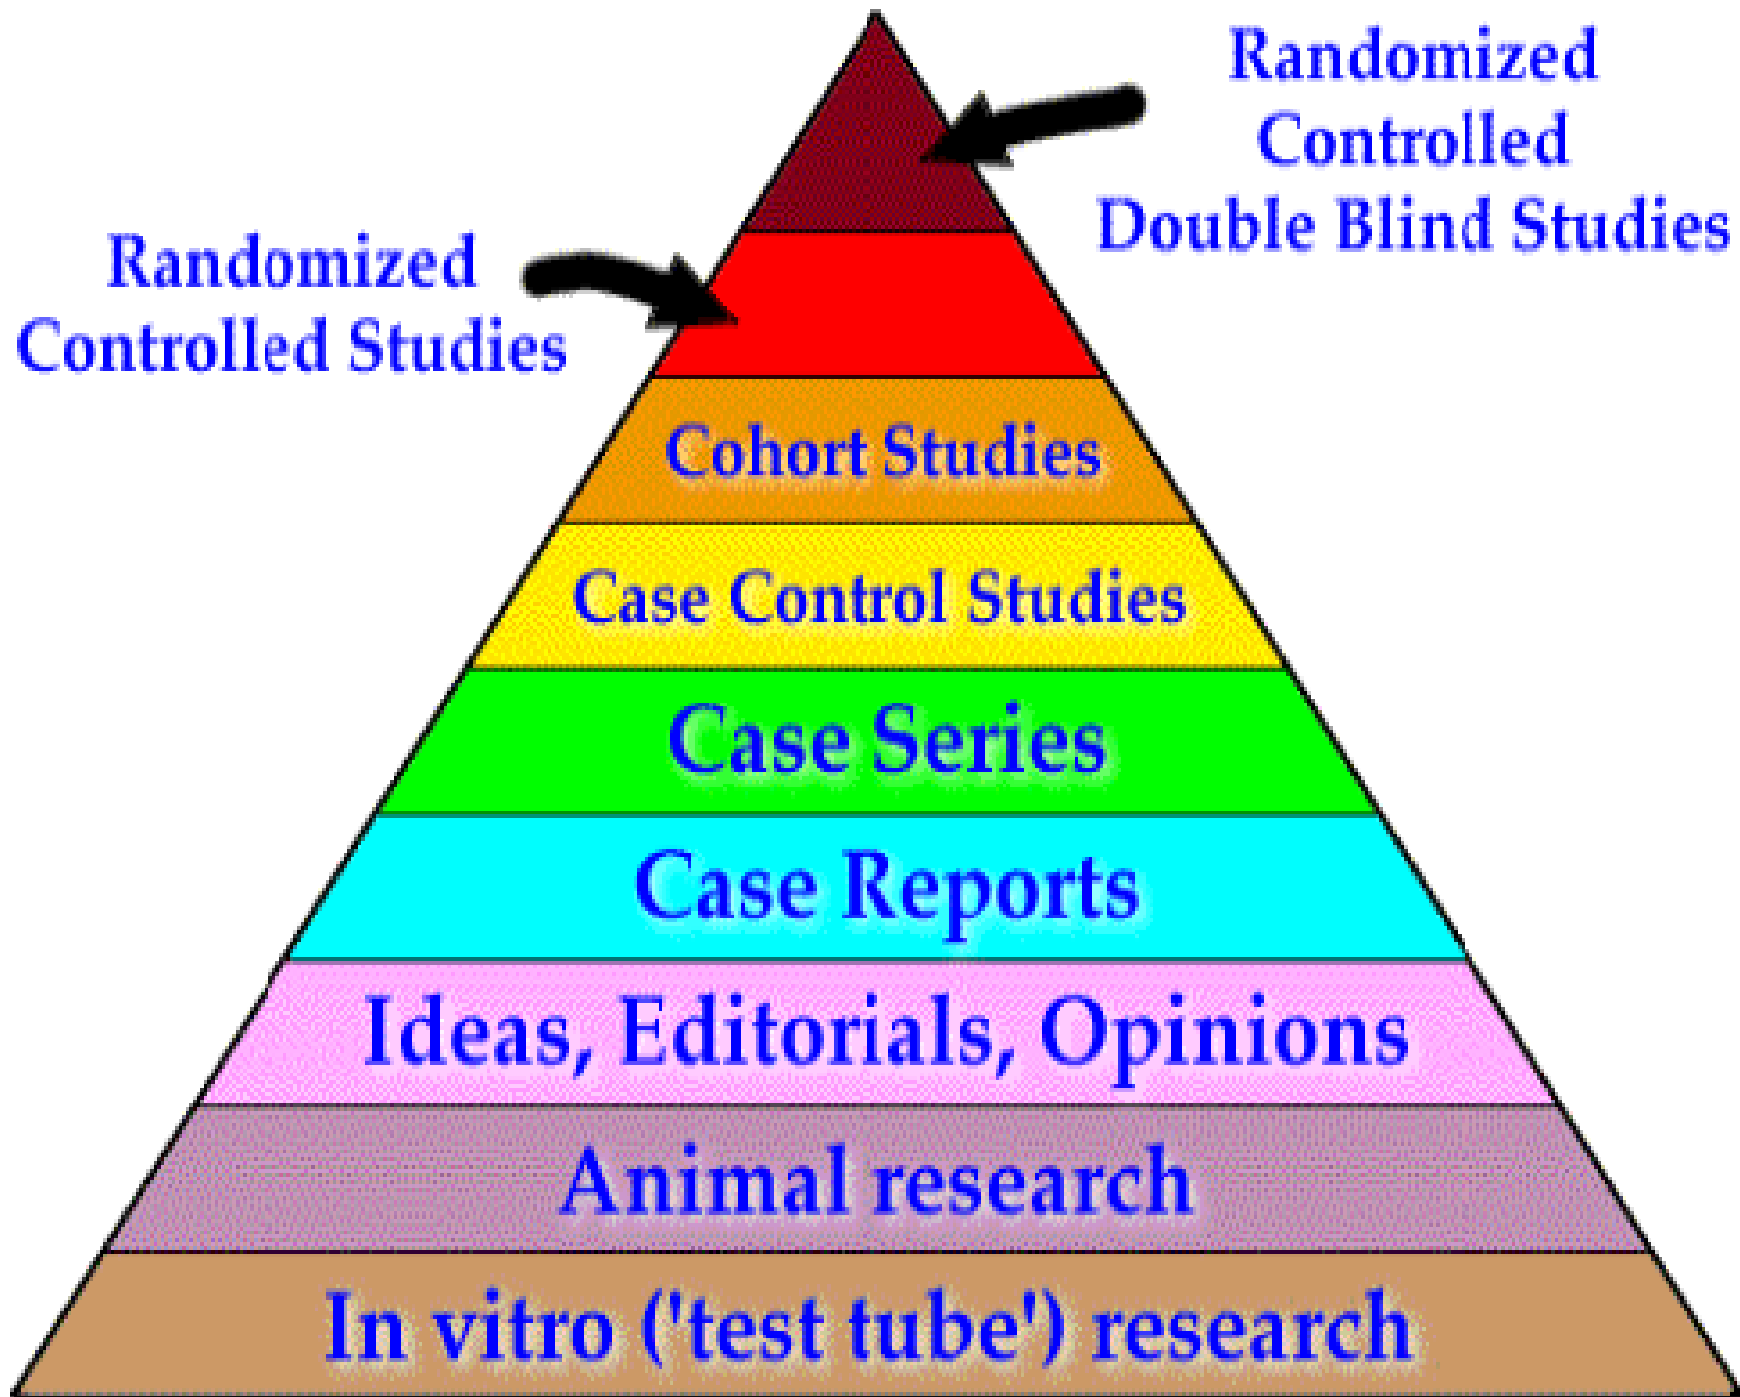 Randomized
Controlled
Double Blind Studies
Randomized
Controlled Studies
Cohort Studies
Case Control Studies
Case Series
Case Reports
Ideas, Editorials, Opinions
Animal research
In vitro ('test tube') research